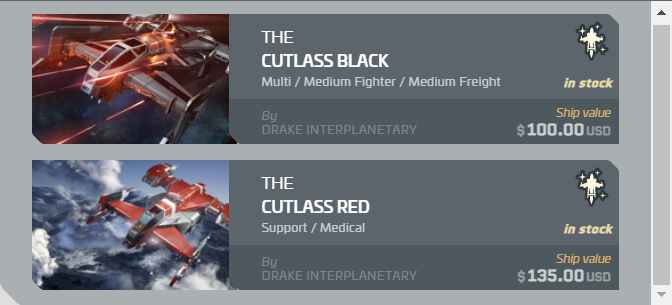 THE
CUTLASS BLACK
Multi / Medium Fighter / Medium Freight
in stock
By
DRAKE INTERPLANETARY
Ship value
$100.00 USD
THE
CUTLASS RED
Support / Medical
in stock
By
DRAKE INTERPLANETARY
Ship value
$135.00 USD